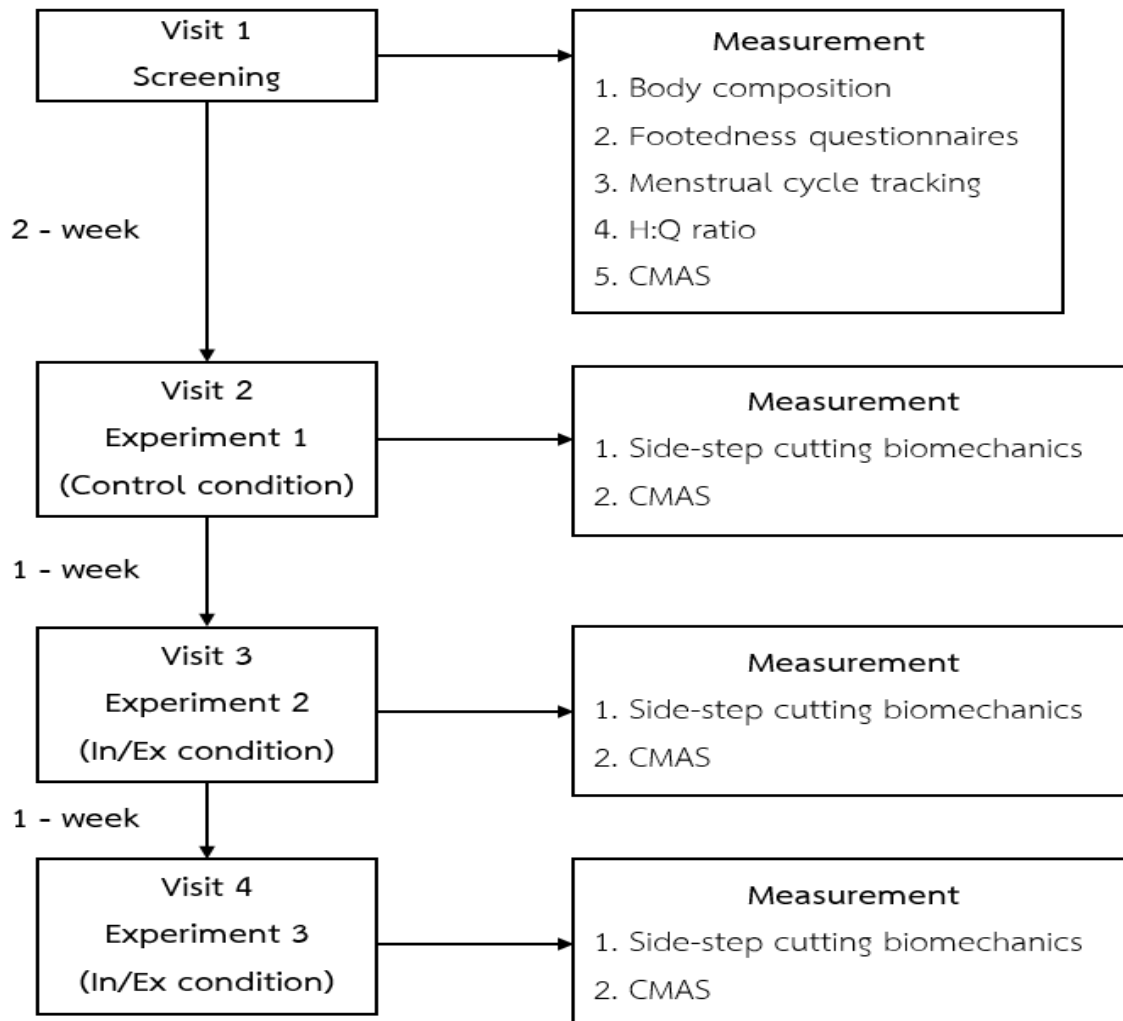 Visit 1
Screening
Measurement
1. Body composition
2. Footedness questionnaires
3. Menstrual cycle tracking
4. H:Q ratio
5. CMAS
2 - week
Visit 2
Experiment 1
(Control condition)
Measurement
1. Side-step cutting biomechanics
2. CMAS
1 - week
Visit 3
Experiment 2
(In/Ex condition)
Measurement
1. Side-step cutting biomechanics
2. CMAS
1 - week
Visit 4
Experiment 3
(In/Ex condition)
Measurement
1. Side-step cutting biomechanics
2. CMAS